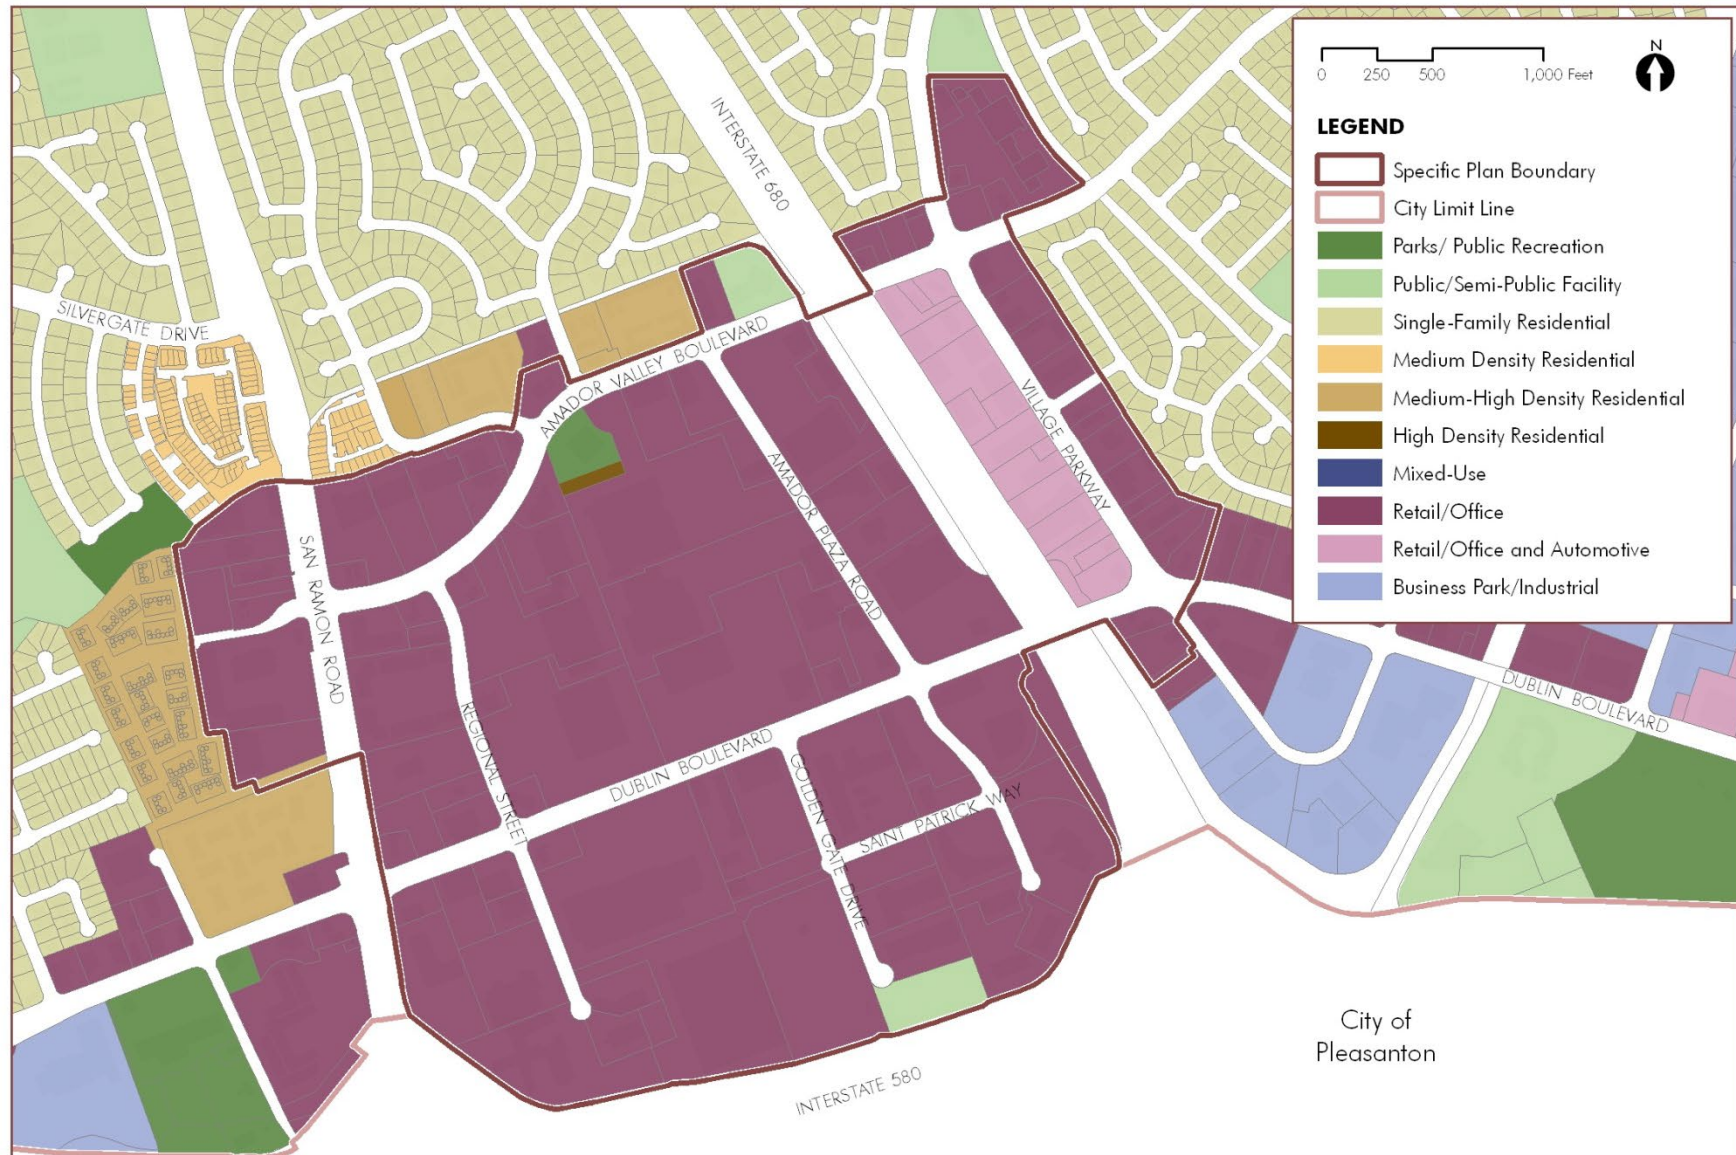 0 250 500 1,000 Feet
N
LEGEND
Specific Plan Boundary
City Limit Line
Parks/ Public Recreation
Public/Semi-Public Facility
Single-Family Residential
Medium Density Residential
Medium-High Density Residential
High Density Residential
Mixed-Use
Retail/Office
Retail/Office and Automotive
Business Park/Industrial
INTERSTATE 680
SILVERGATE DRIVE
AMADOR VALLEY BOULEVARD
VILLAGE PARKWAY
AMADOR PLAZA ROAD
SAN RAMON ROAD
REGIONAL STREET
DUBLIN BOULEVARD
GOLDEN GATE DRIVE
SAINT PATRICK WAY
DUBLIN BOULEVARD
City of
Pleasanton
INTERSTATE 580